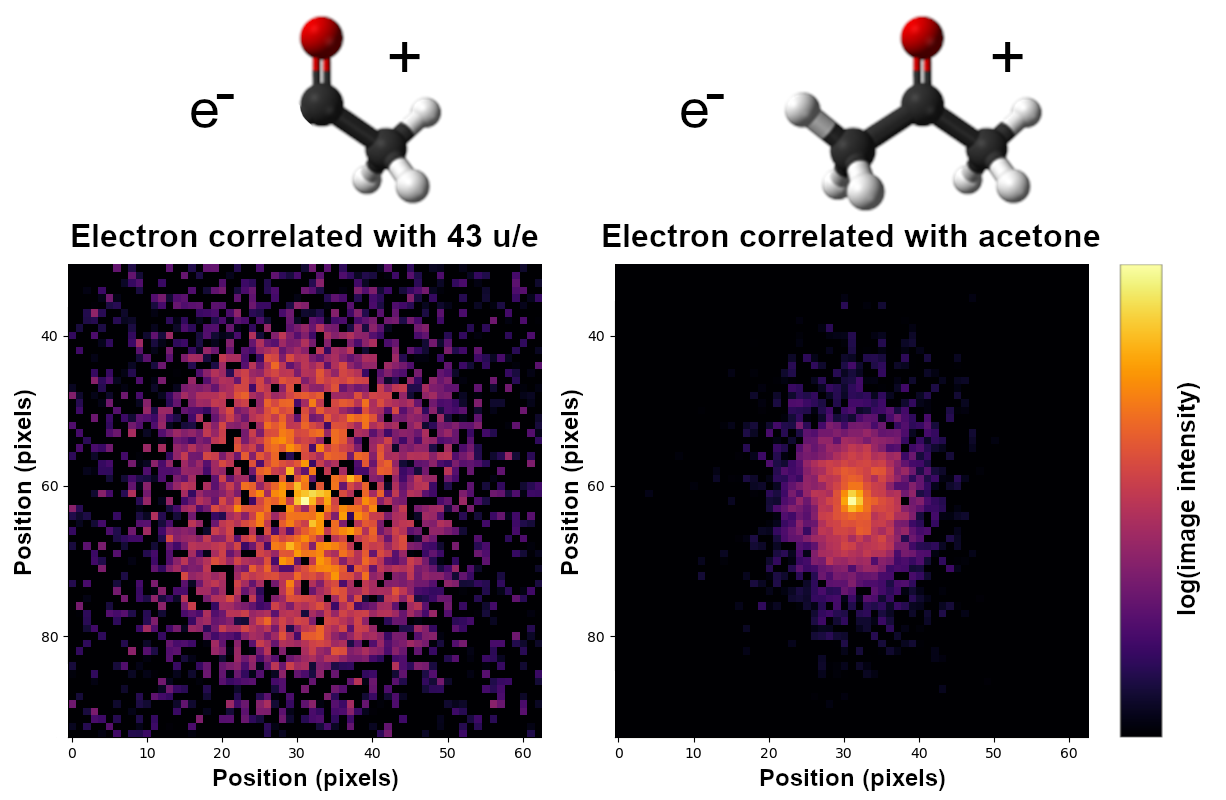 e⁻ +
e⁻ +
Electron correlated with 43 u/e
Electron correlated with acetone
Position (pixels)
40
60
80
0 10 20 30 40 50 60
Position (pixels)
Position (pixels)
40
60
80
0 10 20 30 40 50 60
Position (pixels)
log(image intensity)